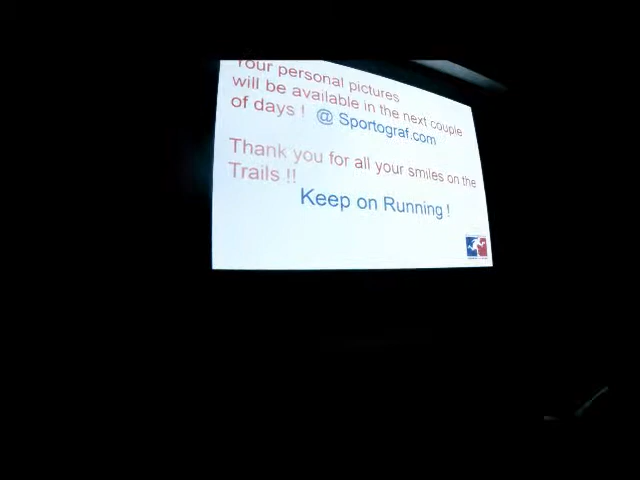 Your personal pictures
will be available in the next couple
of days ! @ Sportograf.com
Thank you for all your smiles on the
Trails !!
Keep on Running !